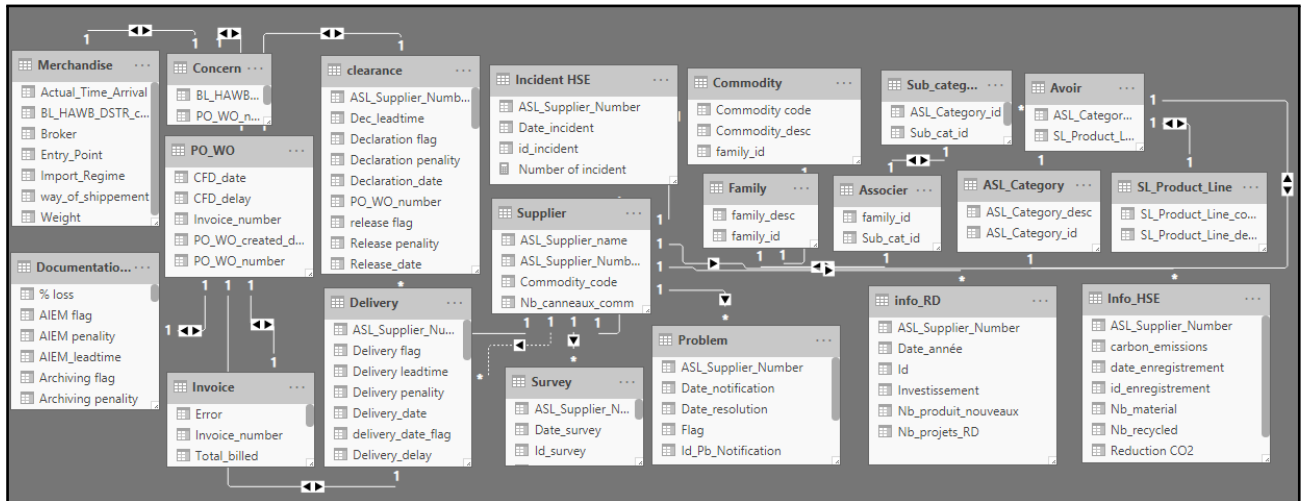 Merchandise
Actual_Time_Arrival
BL_HAWB_DSTR_c...
Broker
Entry_Point
Import_Regime
way_of_shippement
Weight
Concern
BL_HAWB...
PO_WO_n...
clearance
ASL_Supplier_Numb...
Dec_leadtime
Declaration flag
Declaration penality
Declaration_date
PO_WO_number
release flag
Release penality
Release_date
Incident HSE
ASL_Supplier_Number
Date_incident
id_incident
Number of incident
Commodity
Commodity code
Commodity_desc
family_id
Sub_categ...
ASL_Category_id
Sub_cat_id
Avoir
ASL_Categor...
SL_Product_L...
PO_WO
CFD_date
CFD_delay
Invoice_number
PO_WO_created_d...
PO_WO_number
Supplier
ASL_Supplier_name
ASL_Supplier_Numb...
Commodity_code
Nb_canneaux_comm
Family
family_desc
family_id
Associer
family_id
Sub_cat_id
ASL_Category
ASL_Category_desc
ASL_Category_id
SL_Product_Line
SL_Product_Line_co...
SL_Product_Line_de...
Documentatio...
% loss
AIEM flag
AIEM penality
AIEM_leadtime
Archiving flag
Archiving penality
Invoice
Error
Invoice_number
Total_billed
Delivery
ASL_Supplier_Nu...
Delivery flag
Delivery leadtime
Delivery penality
Delivery_date
delivery_date_flag
Delivery_delay
Survey
ASL_Supplier_N...
Date_survey
Id_survey
Problem
ASL_Supplier_Number
Date_notification
Date_resolution
Flag
Id_Pb_Notification
info_RD
ASL_Supplier_Number
Date_année
Id
Investissement
Nb_produit_nouveaux
Nb_projets_RD
Info_HSE
ASL_Supplier_Number
carbon_emissions
date_enregistrement
id_enregistrement
Nb_material
Nb_recycled
Reduction CO2